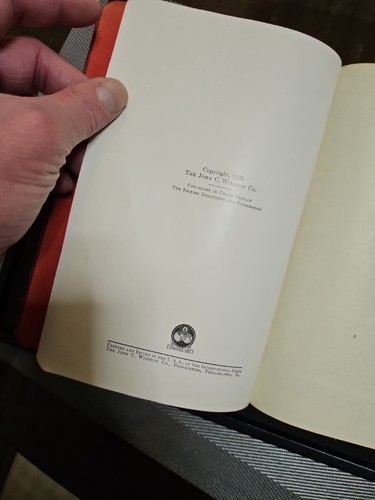 Copyright, 
The John C. Winston Co.
Copyright in Great Britain
The British Dominions and Possessions
Printed and Bound in the U. S. A. at The International Press
The John C. Winston Co., Proprietors, Philadelphia, Pa.